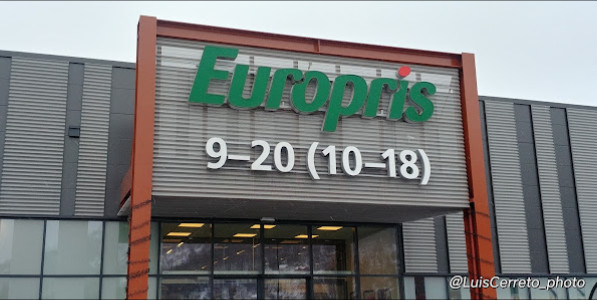 Europris
9–20 (10–18)
@LuisCerreto_photo